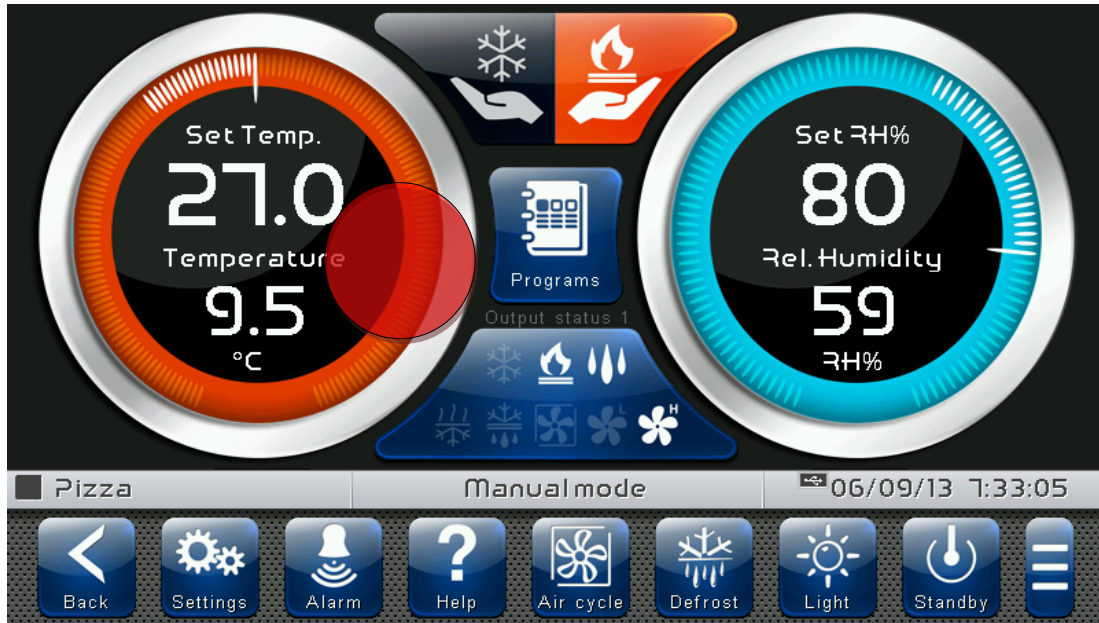 Set Temp.
27.0
Temperature
9.5
°C
Set RH%
80
Rel. Humidity
59
RH%
Programs
Output status 1
L
H
Pizza
Manual mode
06/09/13 7:33:05
Back
Settings
Alarm
? Help
Air cycle
Defrost
Light
Standby